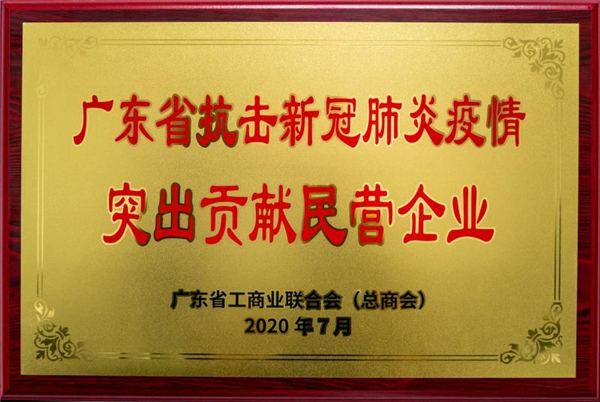 广东省抗击新冠肺炎疫情
突出贡献民营企业
广东省工商业联合会（总商会）
2020年7月